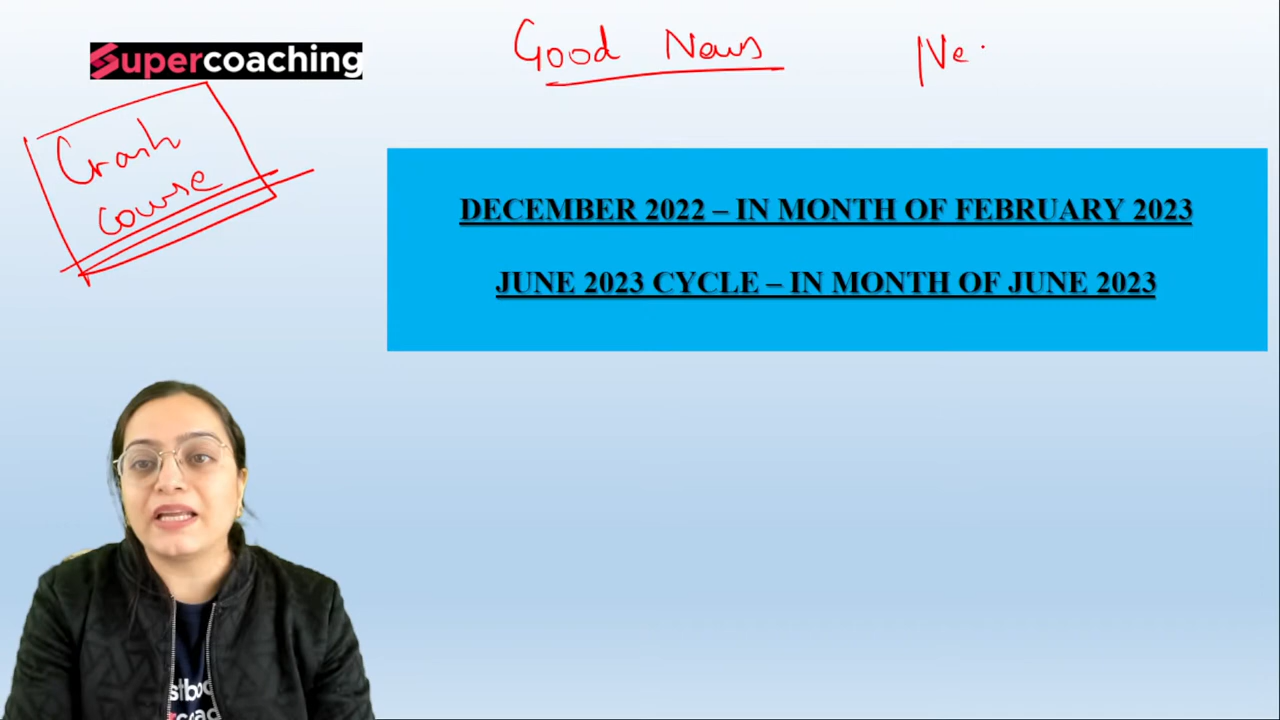 Supercoaching
Good News
Ne
Crash
course
DECEMBER 2022 – IN MONTH OF FEBRUARY 2023
JUNE 2023 CYCLE – IN MONTH OF JUNE 2023